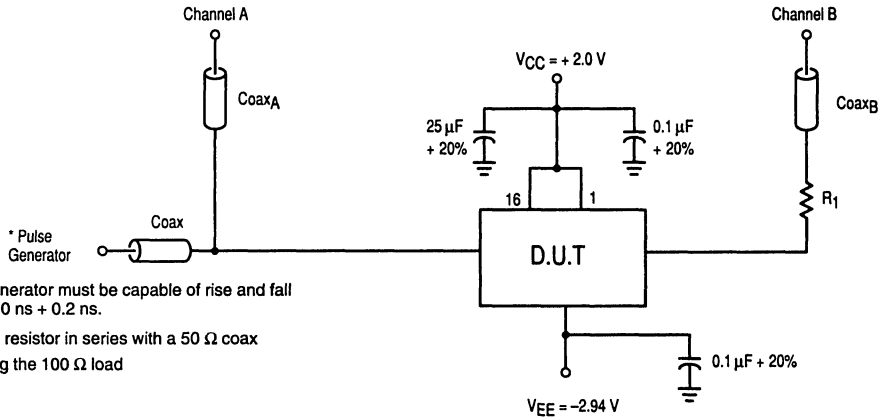 Channel A
Channel B
VCC = + 2.0 V
CoaxA
CoaxB
25 μF
+ 20%
0.1 μF
+ 20%
16
1
R1
Coax
* Pulse
Generator
D.U.T
nerator must be capable of rise and fall
0 ns + 0.2 ns.
resistor in series with a 50 Ω coax
g the 100 Ω load
0.1 μF + 20%
VEE = –2.94 V